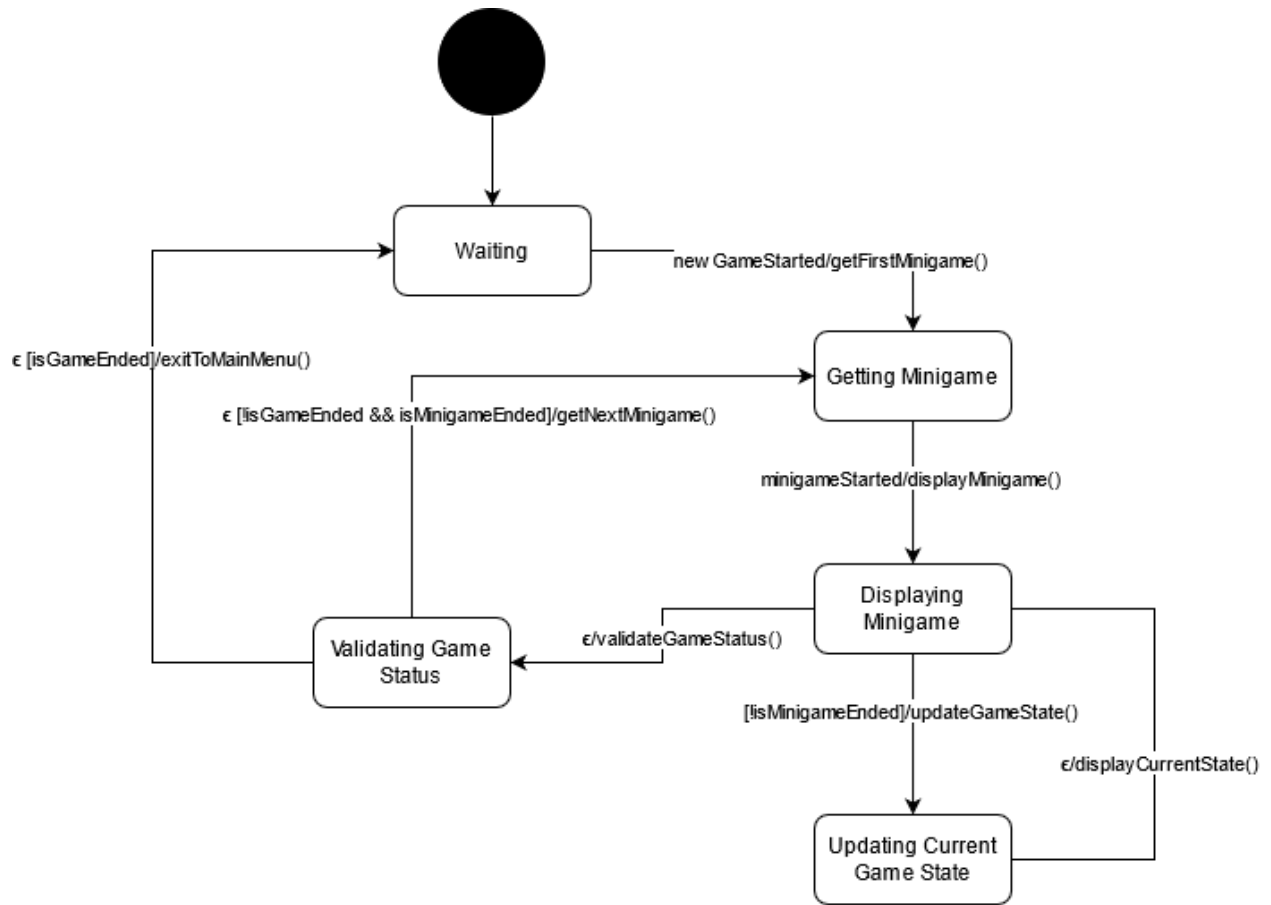 Waiting
new GameStarted/getFirstMinigame()
ϵ [isGameEnded]/exitToMainMenu()
Getting Minigame
ϵ [!isGameEnded && isMinigameEnded]/getNextMinigame()
minigameStarted/displayMinigame()
Displaying
Minigame
ϵ/validateGameStatus()
Validating Game
Status
[!isMinigameEnded]/updateGameState()
ϵ/displayCurrentState()
Updating Current
Game State